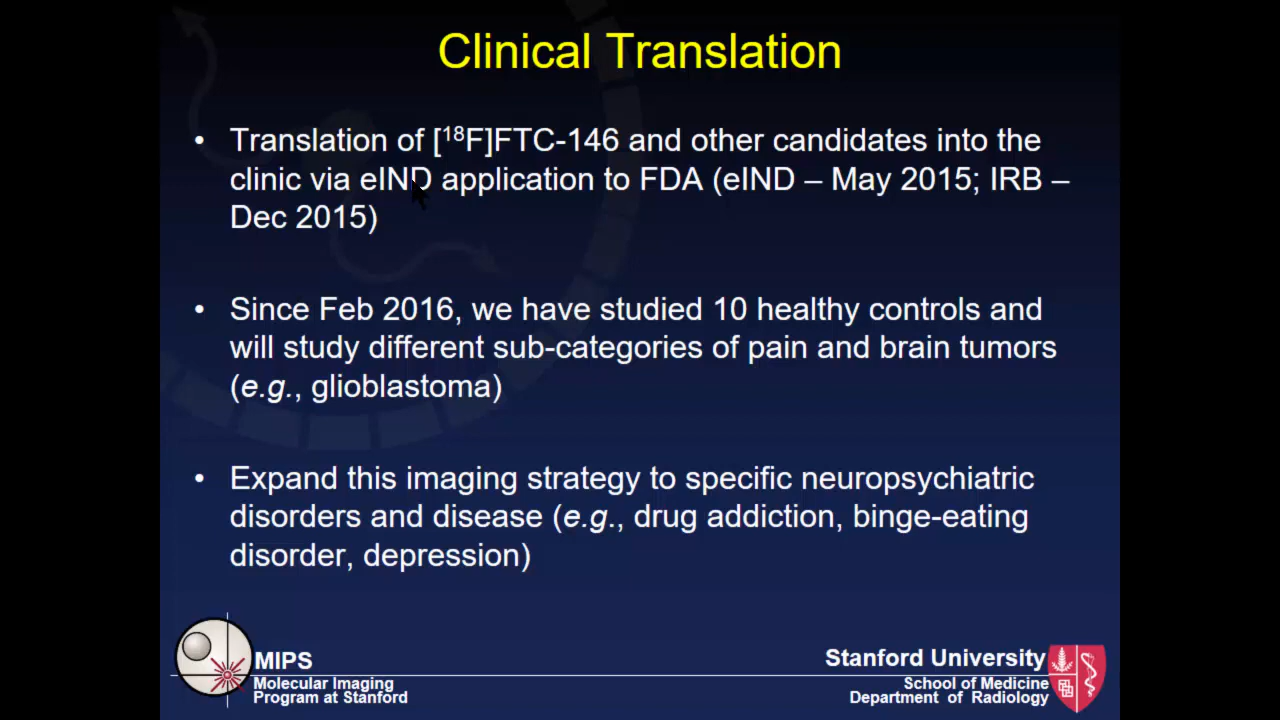 Clinical Translation
• Translation of [¹⁸F]FTC-146 and other candidates into the
clinic via eIND application to FDA (eIND – May 2015; IRB –
Dec 2015)
• Since Feb 2016, we have studied 10 healthy controls and
will study different sub-categories of pain and brain tumors
(e.g., glioblastoma)
• Expand this imaging strategy to specific neuropsychiatric
disorders and disease (e.g., drug addiction, binge-eating
disorder, depression)
MIPS
Molecular Imaging
Program at Stanford
Stanford University
School of Medicine
Department of Radiology